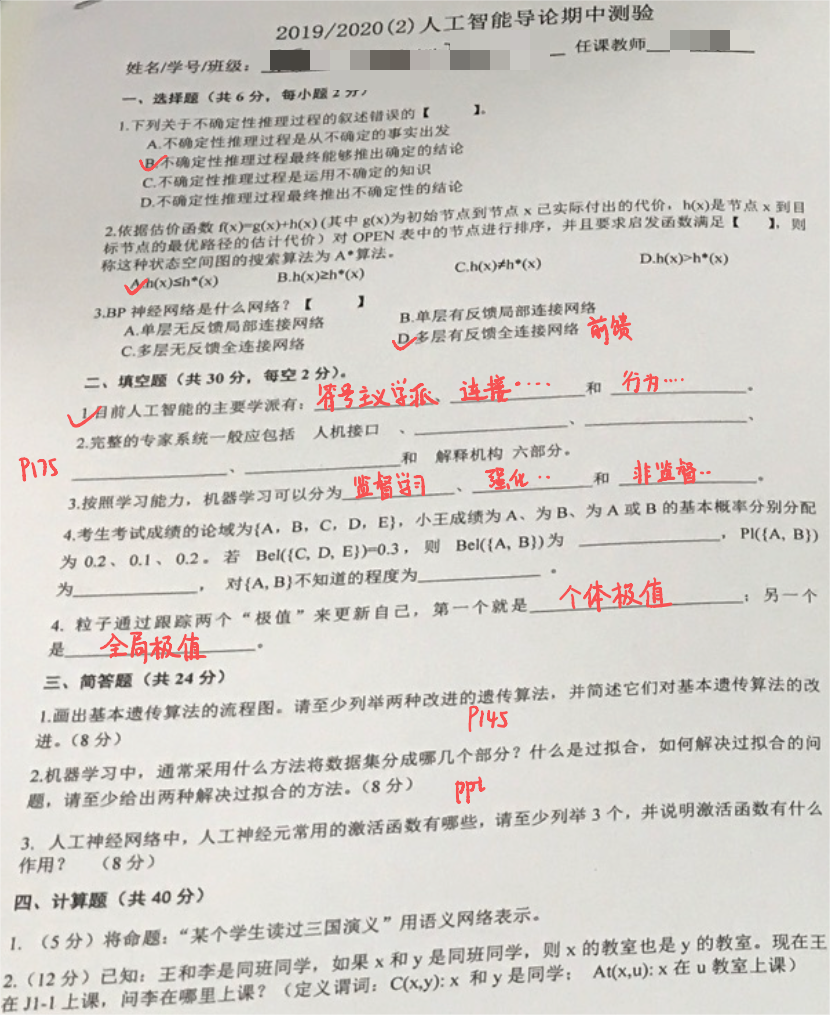 2019/2020(2)人工智能导论期中测验
姓名/学号/班级： 任课教师
一、选择题（共6分，每小题2分）
1.下列关于不确定性推理过程的叙述错误的【 】。
A.不确定性推理过程是从不确定的事实出发
B.不确定性推理过程最终能够推出确定的结论
C.不确定性推理过程是运用不确定的知识
D.不确定性推理过程最终推出不确定性的结论
2.依据估价函数 f(x)=g(x)+h(x) (其中 g(x)为初始节点到节点 x 已实际付出的代价，h(x)是节点 x 到目
标节点的最优路径的估计代价）对 OPEN 表中的节点进行排序，并且要求启发函数满足【 】，则
称这种状态空间图的搜索算法为 A*算法。
A.h(x)≤h*(x) B.h(x)≥h*(x) C.h(x)≠h*(x) D.h(x)>h*(x)
3.BP 神经网络是什么网络？【 】
A.单层无反馈局部连接网络 B.单层有反馈局部连接网络
C.多层无反馈全连接网络 D.多层有反馈全连接网络 前馈
二、填空题（共 30 分，每空 2 分）。
1.目前人工智能的主要学派有: 符号主义学派、连接···· 和 行为····。
2.完整的专家系统一般应包括 人机接口 、 、 、
P175 、 和 解释机构 六部分。
3.按照学习能力，机器学习可以分为 监督学习 、 强化·· 和 非监督·· 。
4.考生考试成绩的论域为{A，B，C，D，E}，小王成绩为 A、为 B、为 A 或 B 的基本概率分别分配
为 0.2、0.1、0.2。若 Bel({C, D, E})=0.3，则 Bel({A, B})为 ，Pl({A, B})
为 ， 对{A, B}不知道的程度为 。
4. 粒子通过跟踪两个“极值”来更新自己，第一个就是 个体极值 ；另一个
是 全局极值 。
三、简答题（共 24 分）
1.画出基本遗传算法的流程图。请至少列举两种改进的遗传算法，并简述它们对基本遗传算法的改
进。（8 分） P145
2.机器学习中，通常采用什么方法将数据集分成哪几个部分？什么是过拟合，如何解决过拟合的问
题，请至少给出两种解决过拟合的方法。（8 分） ppt
3. 人工神经网络中，人工神经元常用的激活函数有哪些，请至少列举 3 个，并说明激活函数有什么
作用？ （8 分）
四、计算题（共 40 分）
1. （5 分）将命题：“某个学生读过三国演义”用语义网络表示。
2.（12 分）已知：王和李是同班同学，如果 x 和 y 是同班同学，则 x 的教室也是 y 的教室。现在王
在 J1-1 上课，问李在哪里上课？（定义谓词：C(x,y): x 和 y 是同学； At(x,u): x 在 u 教室上课）